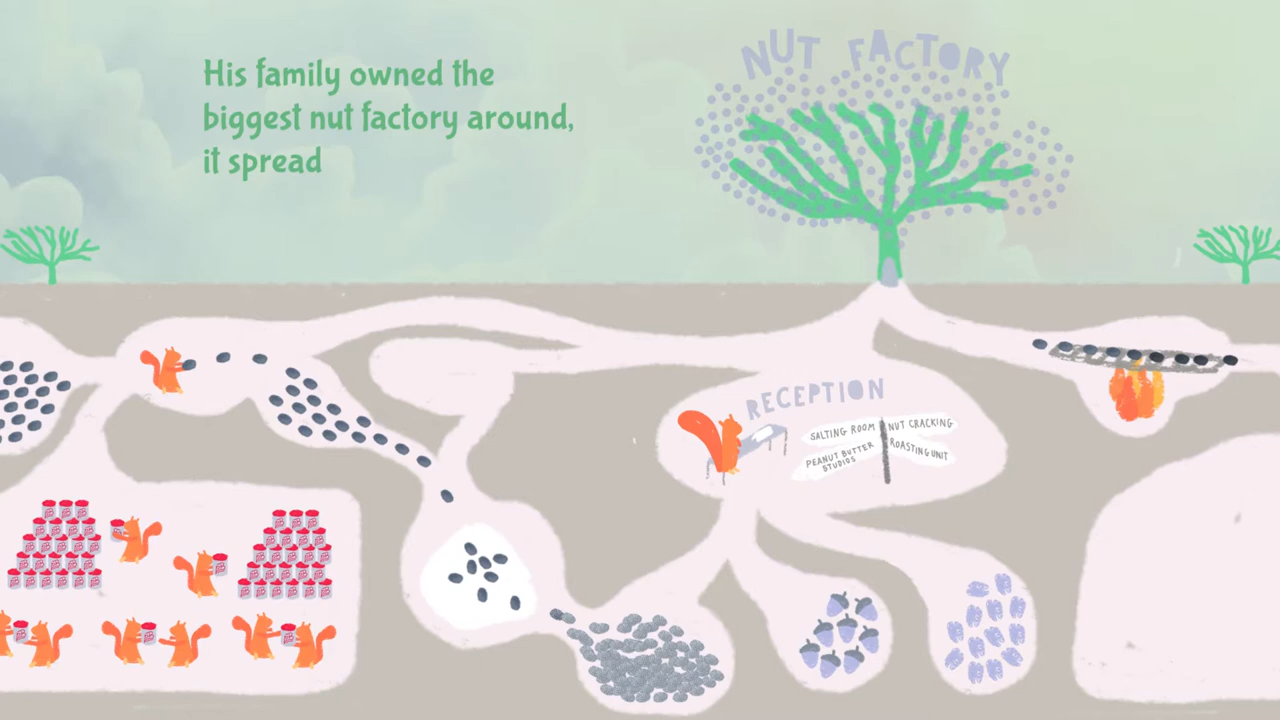 His family owned the
biggest nut factory around,
it spread
NUT FACTORY
RECEPTION
SALTING ROOM
NUT CRACKING
PEANUT BUTTER
STUDIOS
ROASTING UNIT